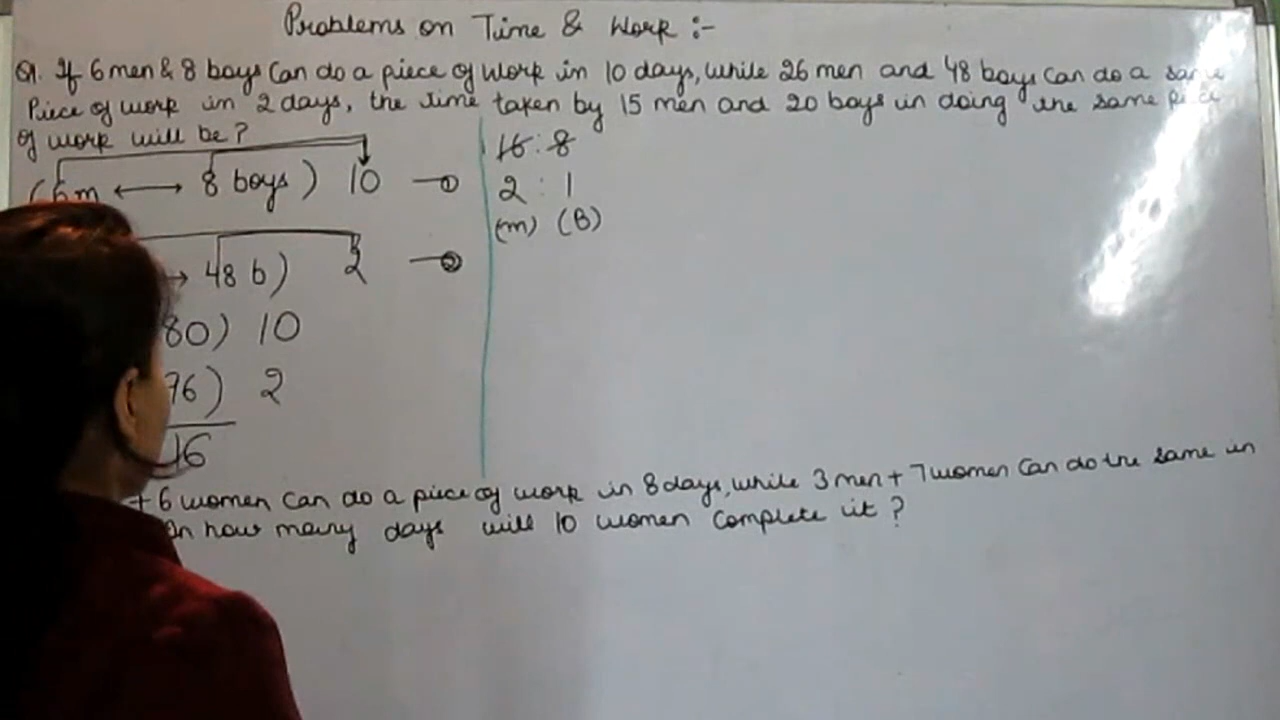 Problems on Time & Work :-
Q1. If 6 men & 8 boys Can do a piece of work in 10 days, while 26 men and 48 boys Can do a same
Piece of work in 2 days, the time taken by 15 men and 20 boys in doing the same piece
of work will be?
(6m ⟷ 8 boys) 10 — ①
→ 48 b) 2 — ②
80) 10
96) 2
16
16 : 8
2 : 1
(m) (B)
+ 6 women can do a piece of work in 8 days, while 3 men + 7 women Can do the same in
In how many days will 10 women Complete it?